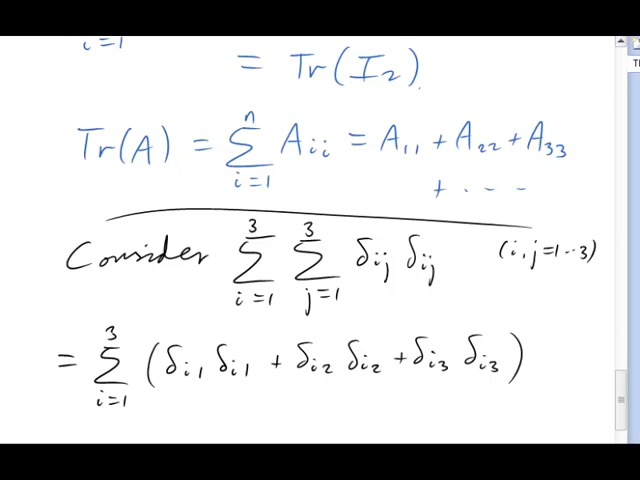 i=1
= Tr(I₂).
Tr(A) = ∑ⁿᵢ₌₁ Aᵢᵢ = A₁₁ + A₂₂ + A₃₃
+ . - -
Consider ∑³ᵢ₌₁ ∑³ⱼ₌₁ δᵢⱼ δᵢⱼ (i,j=1..3)
= ∑³ᵢ₌₁ (δᵢ₁ δᵢ₁ + δᵢ₂ δᵢ₂ + δᵢ₃ δᵢ₃)